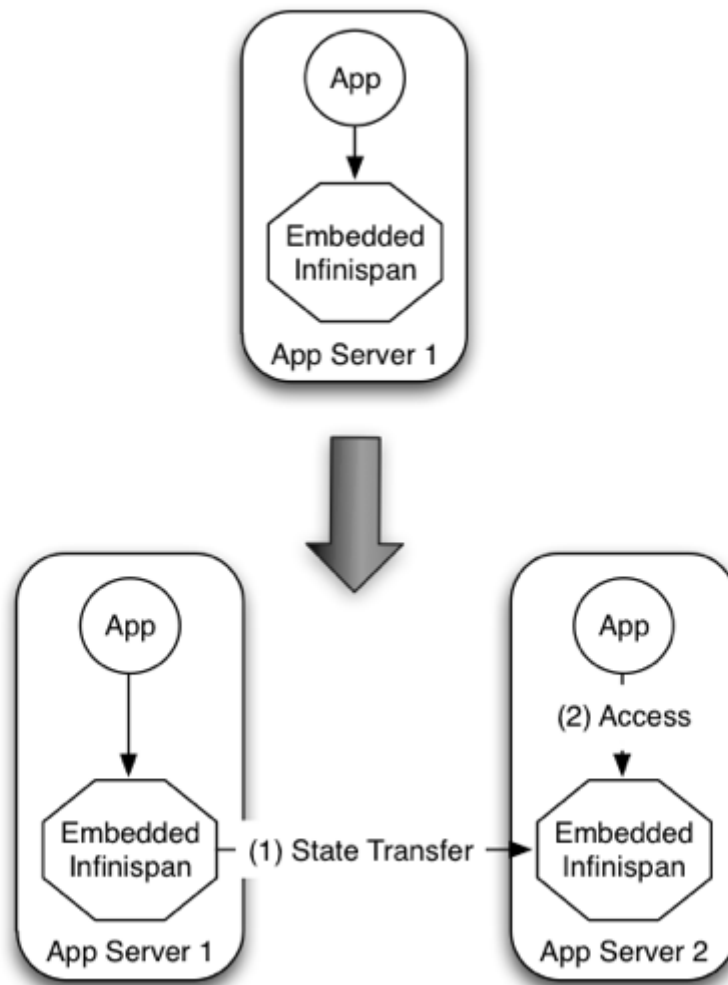 App
Embedded
Infinispan
App Server 1
App
App
(2) Access
Embedded
Infinispan
(1) State Transfer
Embedded
Infinispan
App Server 1
App Server 2